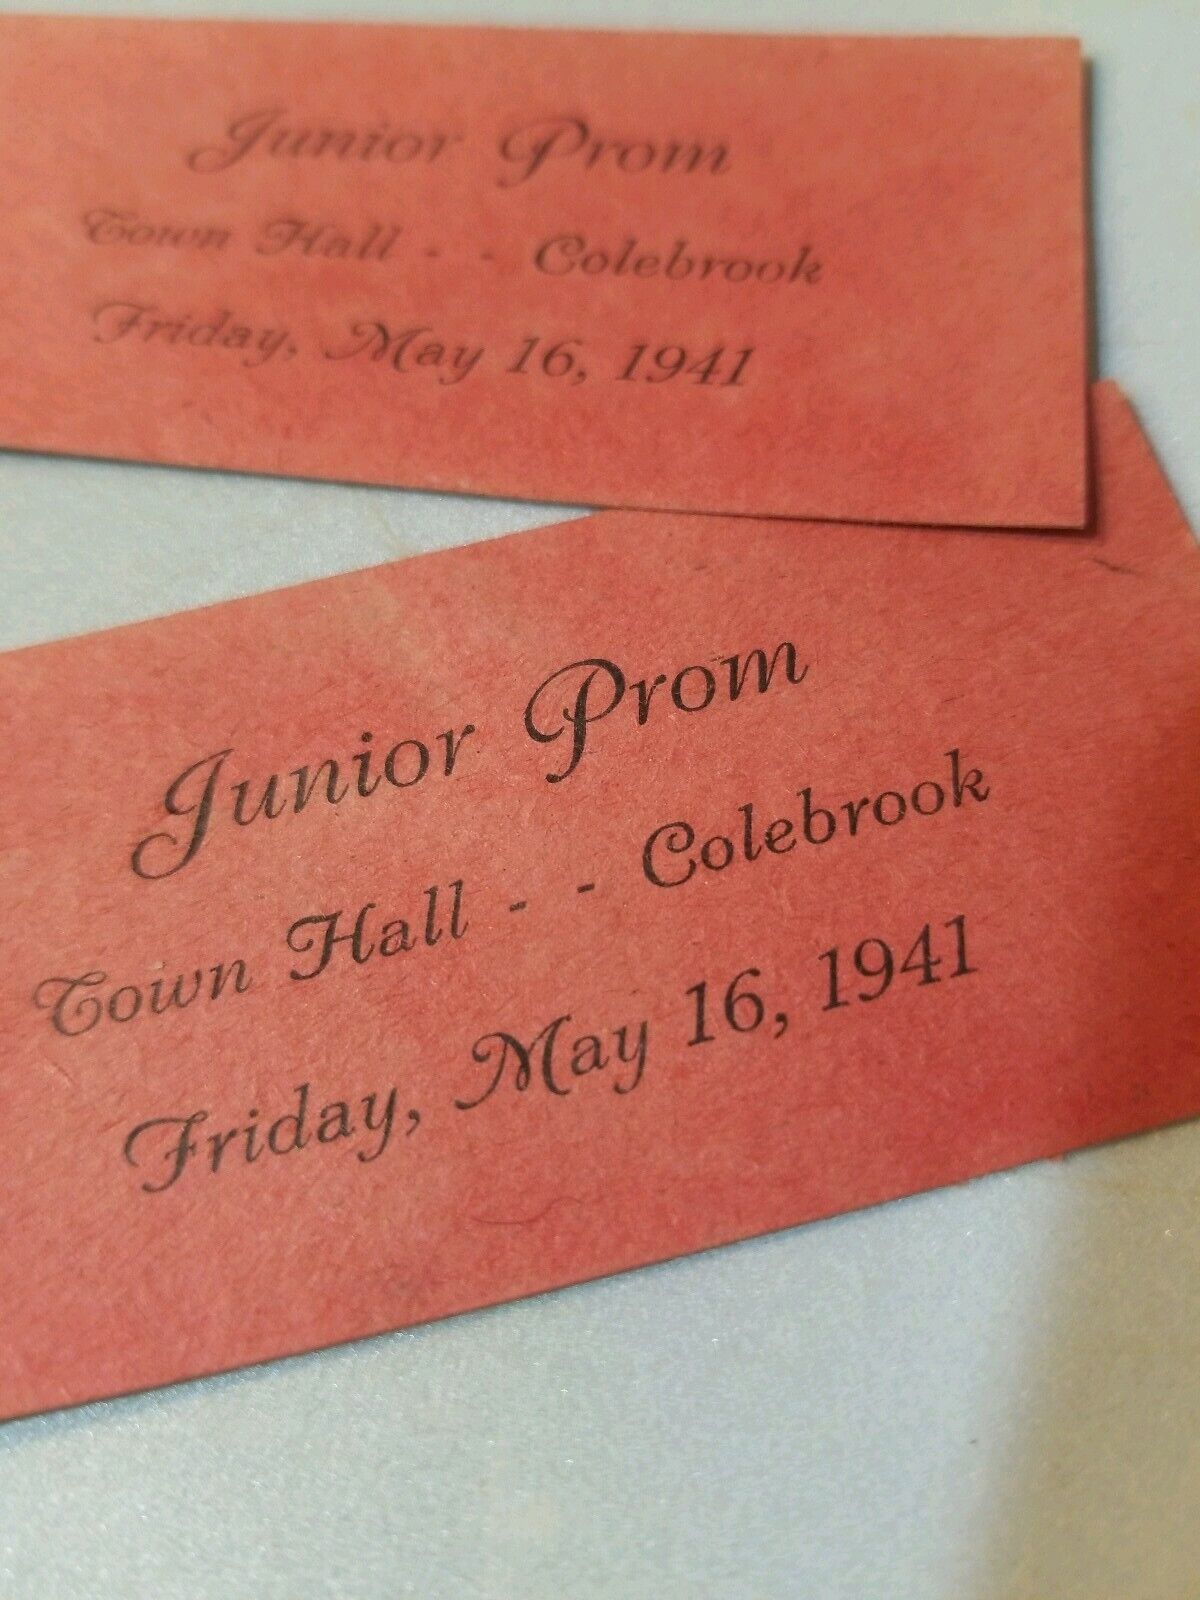 Junior Prom
Town Hall - - Colebrook
Friday, May 16, 1941
Junior Prom
Town Hall - - Colebrook
Friday, May 16, 1941